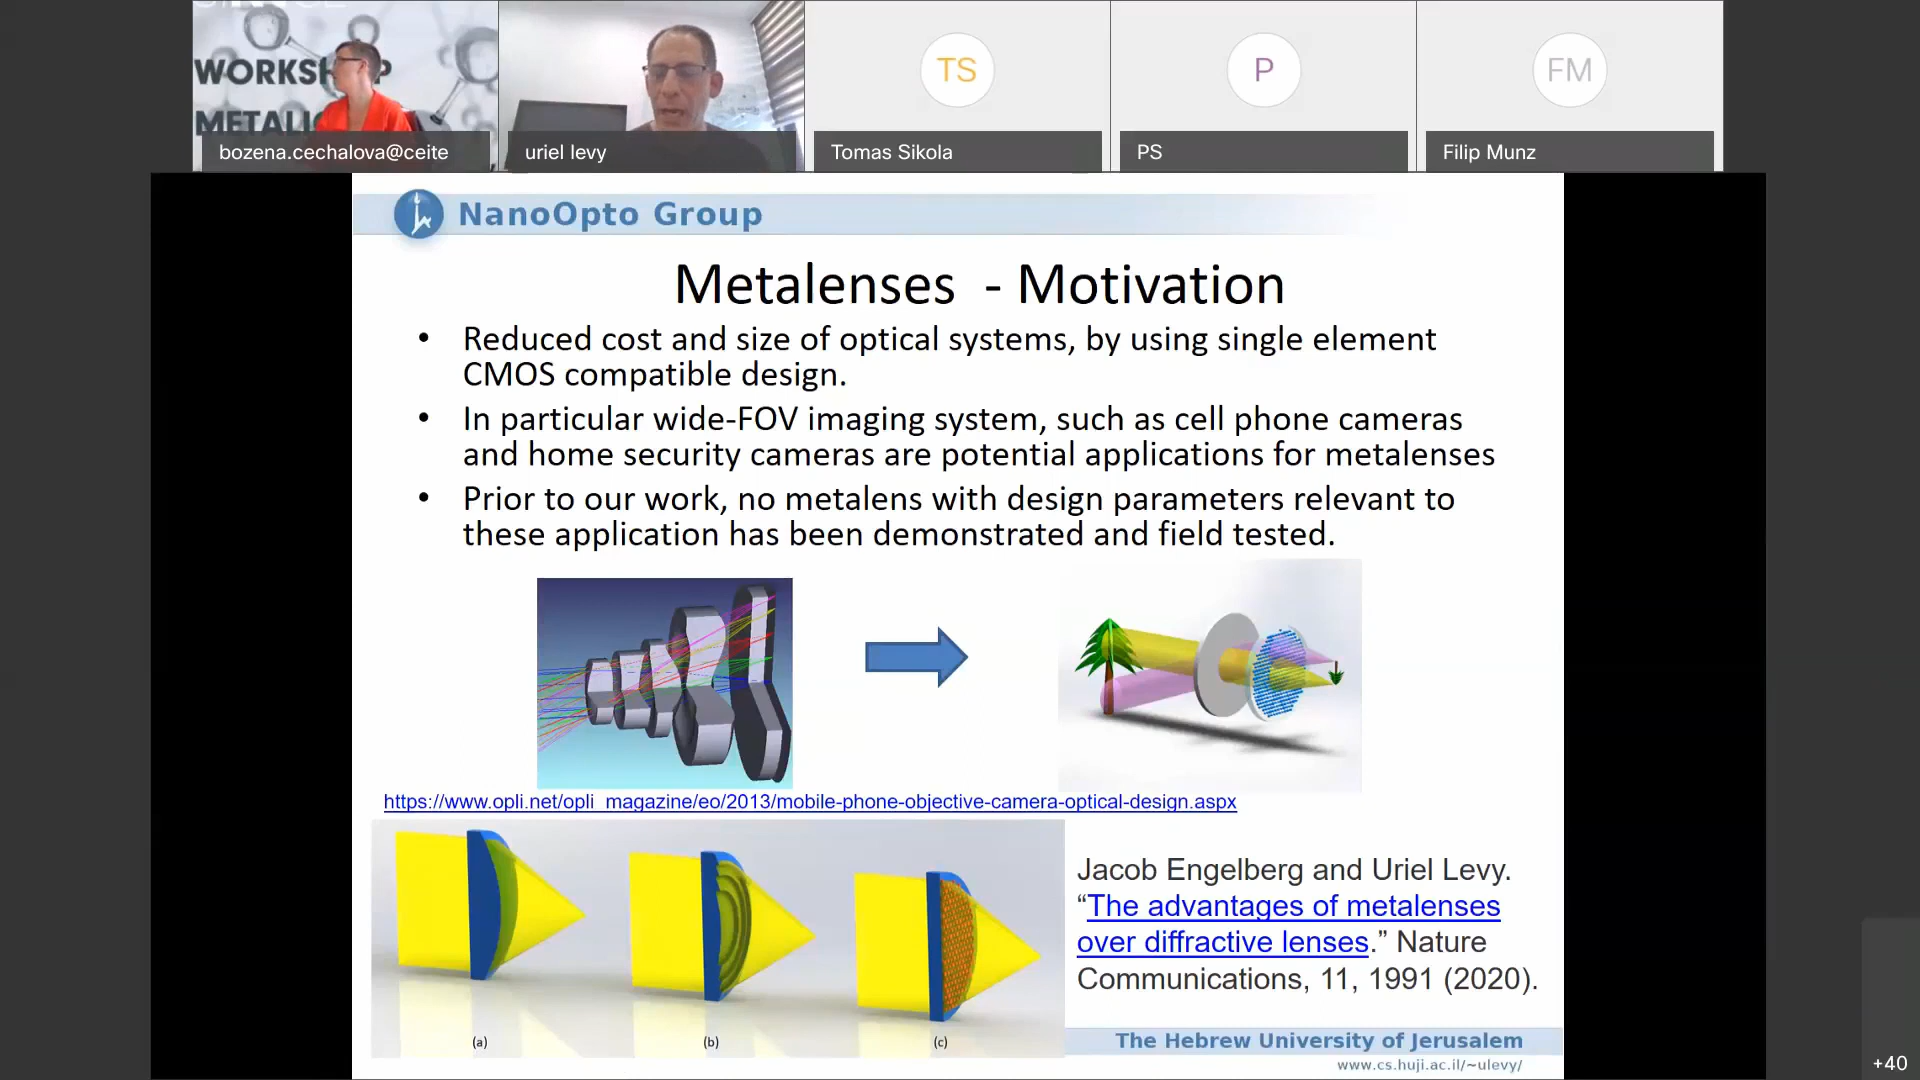 WORKSHOP
METALI
bozena.cechalova@ceite
uriel levy
TS
Tomas Sikola
P
PS
FM
Filip Munz
NanoOpto Group
Metalenses - Motivation
• Reduced cost and size of optical systems, by using single element
CMOS compatible design.
• In particular wide-FOV imaging system, such as cell phone cameras
and home security cameras are potential applications for metalenses
• Prior to our work, no metalens with design parameters relevant to
these application has been demonstrated and field tested.
https://www.opli.net/opli_magazine/eo/2013/mobile-phone-objective-camera-optical-design.aspx
(a)
(b)
(c)
Jacob Engelberg and Uriel Levy.
“The advantages of metalenses
over diffractive lenses.” Nature
Communications, 11, 1991 (2020).
The Hebrew University of Jerusalem
www.cs.huji.ac.il/~ulevy/
+40